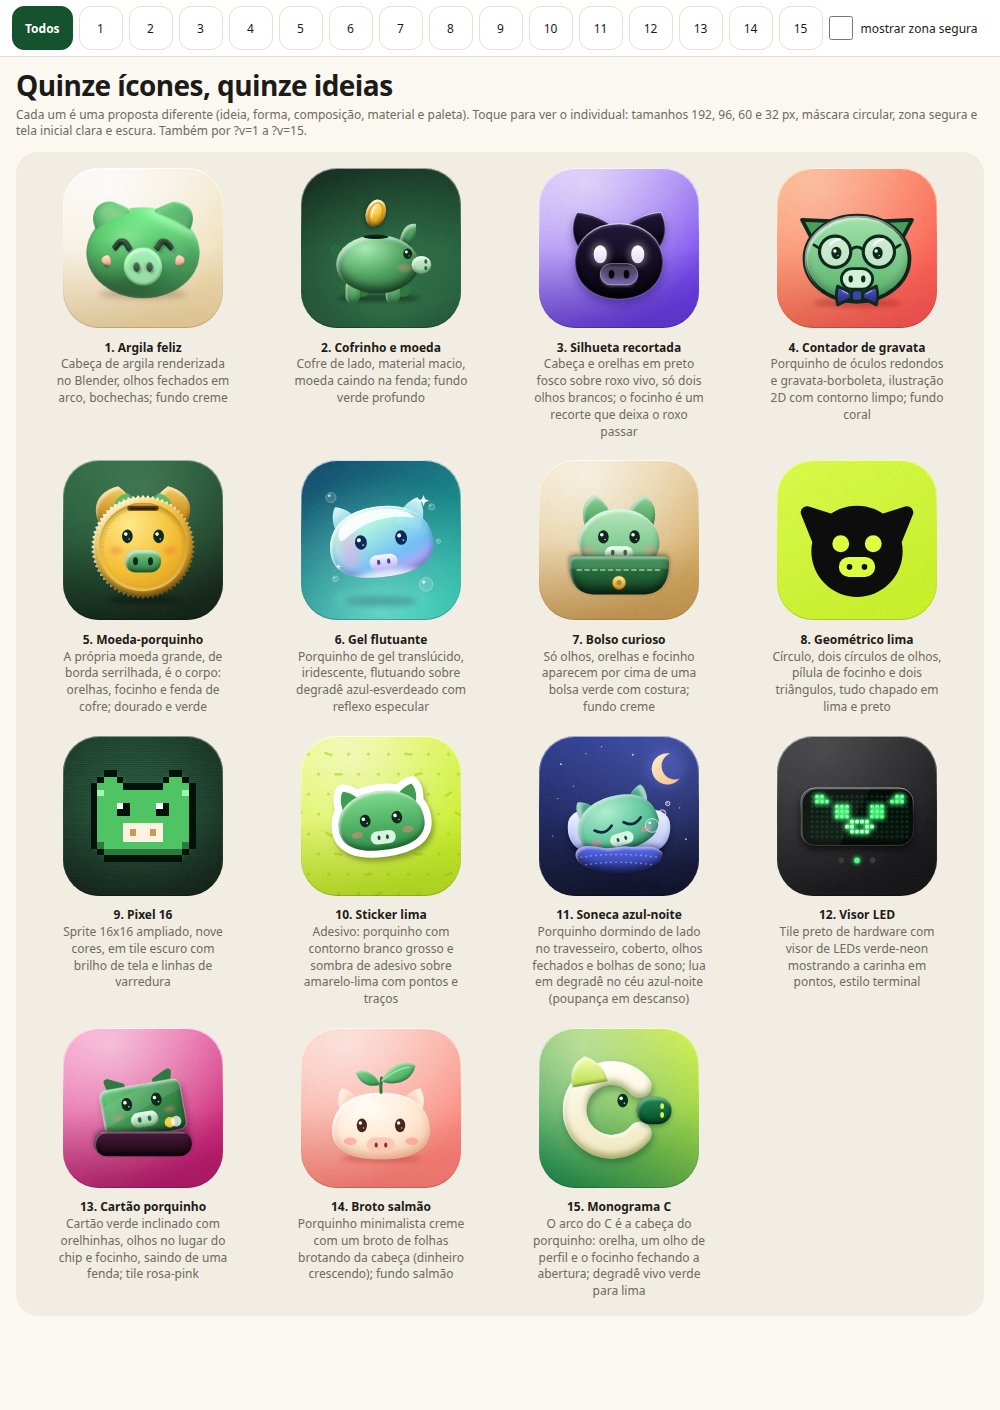 Todos 1 2 3 4 5 6 7 8 9 10 11 12 13 14 15 mostrar zona segura
Quinze ícones, quinze ideias
Cada um é uma proposta diferente (ideia, forma, composição, material e paleta). Toque para ver o individual: tamanhos 192, 96, 60 e 32 px, máscara circular, zona segura e
tela inicial clara e escura. Também por ?v=1 a ?v=15.
1. Argila feliz
Cabeça de argila renderizada
no Blender, olhos fechados em
arco, bochechas; fundo creme
2. Cofrinho e moeda
Cofre de lado, material macio,
moeda caindo na fenda; fundo
verde profundo
3. Silhueta recortada
Cabeça e orelhas em preto
fosco sobre roxo vivo, só dois
olhos brancos; o focinho é um
recorte que deixa o roxo
passar
4. Contador de gravata
Porquinho de óculos redondos
e gravata-borboleta, ilustração
2D com contorno limpo; fundo
coral
5. Moeda-porquinho
A própria moeda grande, de
borda serrilhada, é o corpo:
orelhas, focinho e fenda de
cofre; dourado e verde
6. Gel flutuante
Porquinho de gel translúcido,
iridescente, flutuando sobre
degradê azul-esverdeado com
reflexo especular
7. Bolso curioso
Só olhos, orelhas e focinho
aparecem por cima de uma
bolsa verde com costura;
fundo creme
8. Geométrico lima
Círculo, dois círculos de olhos,
pílula de focinho e dois
triângulos, tudo chapado em
lima e preto
9. Pixel 16
Sprite 16x16 ampliado, nove
cores, em tile escuro com
brilho de tela e linhas de
varredura
10. Sticker lima
Adesivo: porquinho com
contorno branco grosso e
sombra de adesivo sobre
amarelo-lima com pontos e
traços
11. Soneca azul-noite
Porquinho dormindo de lado
no travesseiro, coberto, olhos
fechados e bolhas de sono; lua
em degradê no céu azul-noite
(poupança em descanso)
12. Visor LED
Tile preto de hardware com
visor de LEDs verde-neon
mostrando a carinha em
pontos, estilo terminal
13. Cartão porquinho
Cartão verde inclinado com
orelhinhas, olhos no lugar do
chip e focinho, saindo de uma
fenda; tile rosa-pink
14. Broto salmão
Porquinho minimalista creme
com um broto de folhas
brotando da cabeça (dinheiro
crescendo); fundo salmão
15. Monograma C
O arco do C é a cabeça do
porquinho: orelha, um olho de
perfil e o focinho fechando a
abertura; degradê vivo verde
para lima